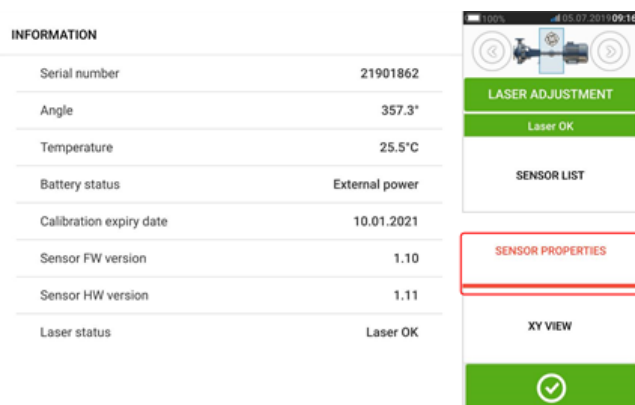 INFORMATION
Serial number 21901862
Angle 357.3°
Temperature 25.5°C
Battery status External power
Calibration expiry date 10.01.2021
Sensor FW version 1.10
Sensor HW version 1.11
Laser status Laser OK
100% 05.07.2019 09:16
LASER ADJUSTMENT
Laser OK
SENSOR LIST
SENSOR PROPERTIES
XY VIEW